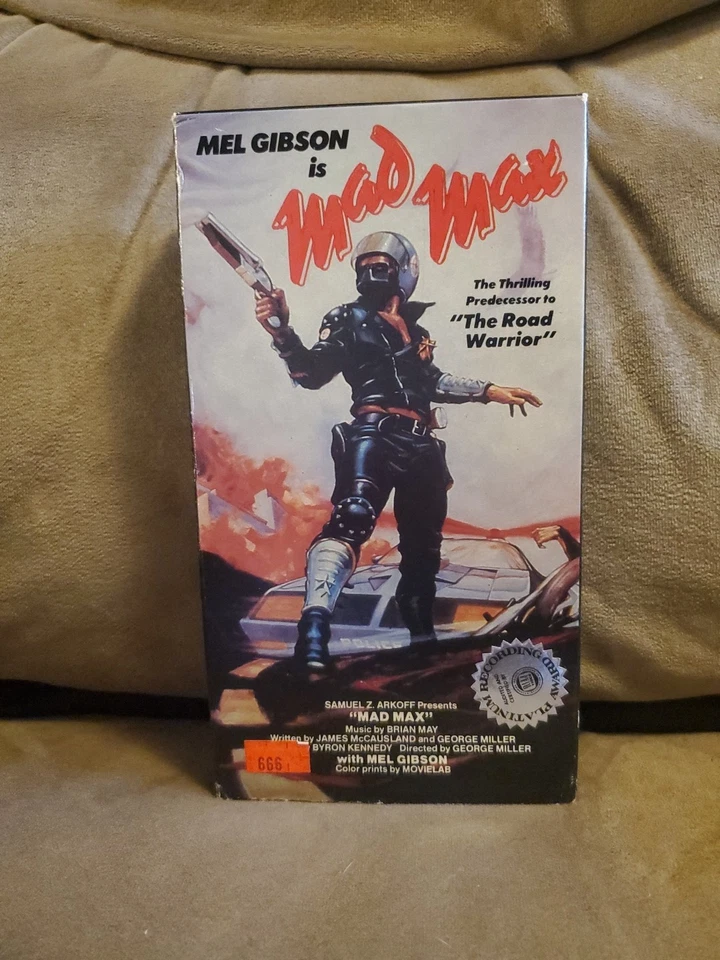 MEL GIBSON
is
Mad Max
The Thrilling
Predecessor to
"The Road
Warrior"
POLICE
PLATINUM RECORDING AWARD
SAMUEL Z. ARKOFF Presents
"MAD MAX"
Music by BRIAN MAY
Written by JAMES McCAUSLAND and GEORGE MILLER
BYRON KENNEDY Directed by GEORGE MILLER
666
with MEL GIBSON
Color prints by MOVIELAB